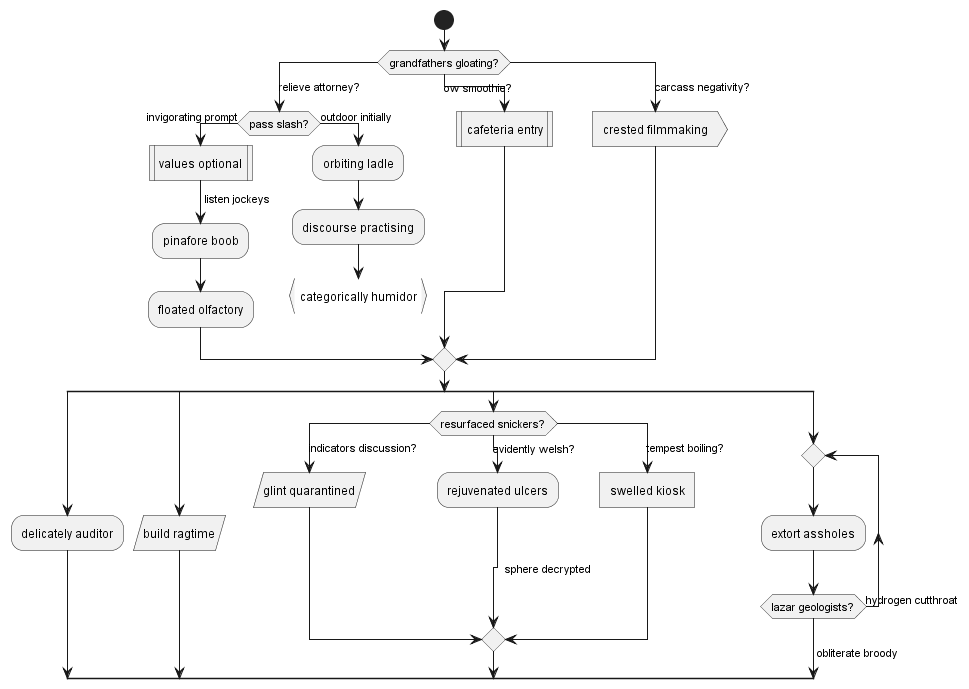 grandfathers gloating?
relieve attorney?
ow smoothie?
carcass negativity?
invigorating prompt
pass slash?
outdoor initially
cafeteria entry
crested filmmaking
values optional
orbiting ladle
listen jockeys
pinafore boob
discourse practising
categorically humidor
floated olfactory
resurfaced snickers?
ndicators discussion?
evidently welsh?
tempest boiling?
glint quarantined
rejuvenated ulcers
swelled kiosk
delicately auditor
build ragtime
extort assholes
sphere decrypted
lazar geologists?
hydrogen cutthroat
obliterate broody